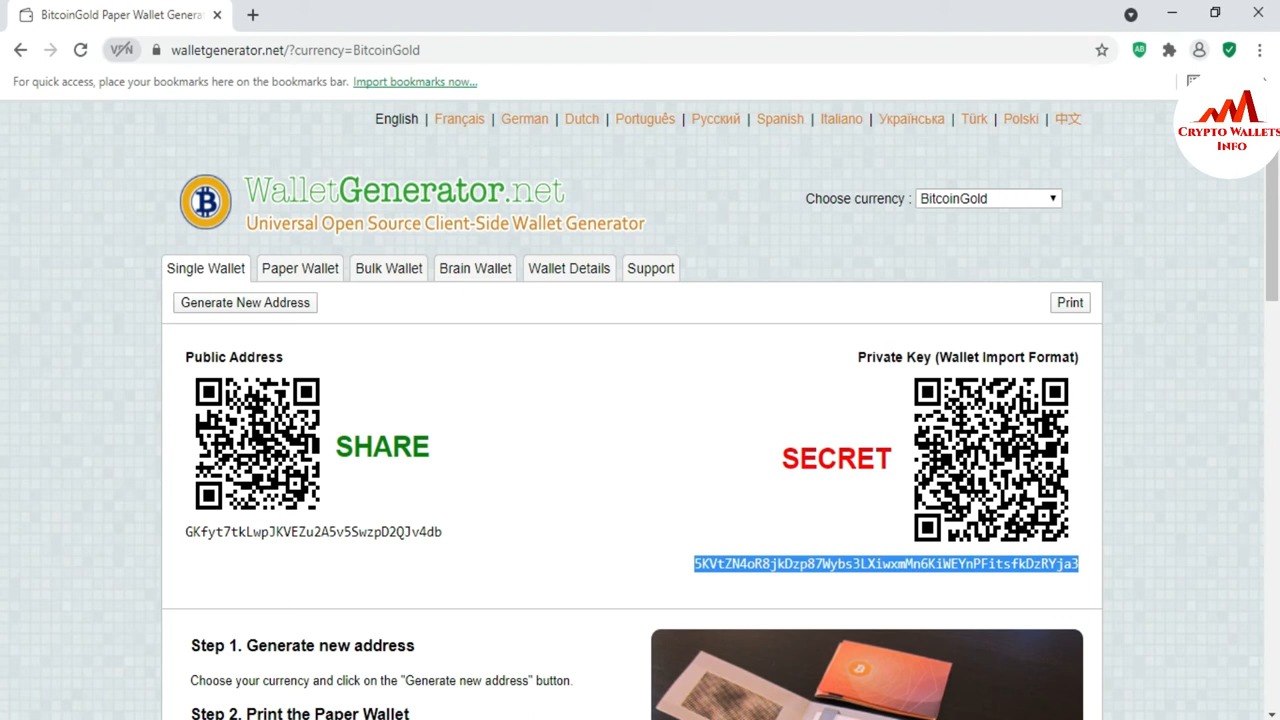 BitcoinGold Paper Wallet Genera
walletgenerator.net/?currency=BitcoinGold
For quick access, place your bookmarks here on the bookmarks bar. Import bookmarks now...
English | Français | German | Dutch | Português | Русский | Spanish | Italiano | Українська | Türk | Polski | 中文
CRYPTO WALLETS
INFO
WalletGenerator.net
Universal Open Source Client-Side Wallet Generator
Choose currency : BitcoinGold
Single Wallet
Paper Wallet
Bulk Wallet
Brain Wallet
Wallet Details
Support
Generate New Address
Print
Public Address
Private Key (Wallet Import Format)
SHARE
SECRET
GKfyt7tkLwpJKVEZu2A5v5SwzpD2QJv4db
5KVtZN4oR8jkDzp87Wybs3LXiwxmMn6KiWEYnPFitsfkDzRYja3
Step 1. Generate new address
Choose your currency and click on the "Generate new address" button.
Step 2. Print the Paper Wallet